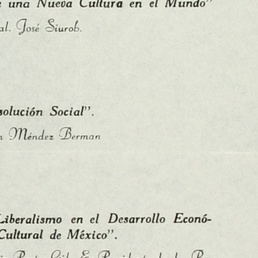 una Nueva Cultura en el Mundo"
al. José Siurob.
solución Social".
Méndez Berman
Liberalismo en el Desarrollo Econó-
Cultural de México".